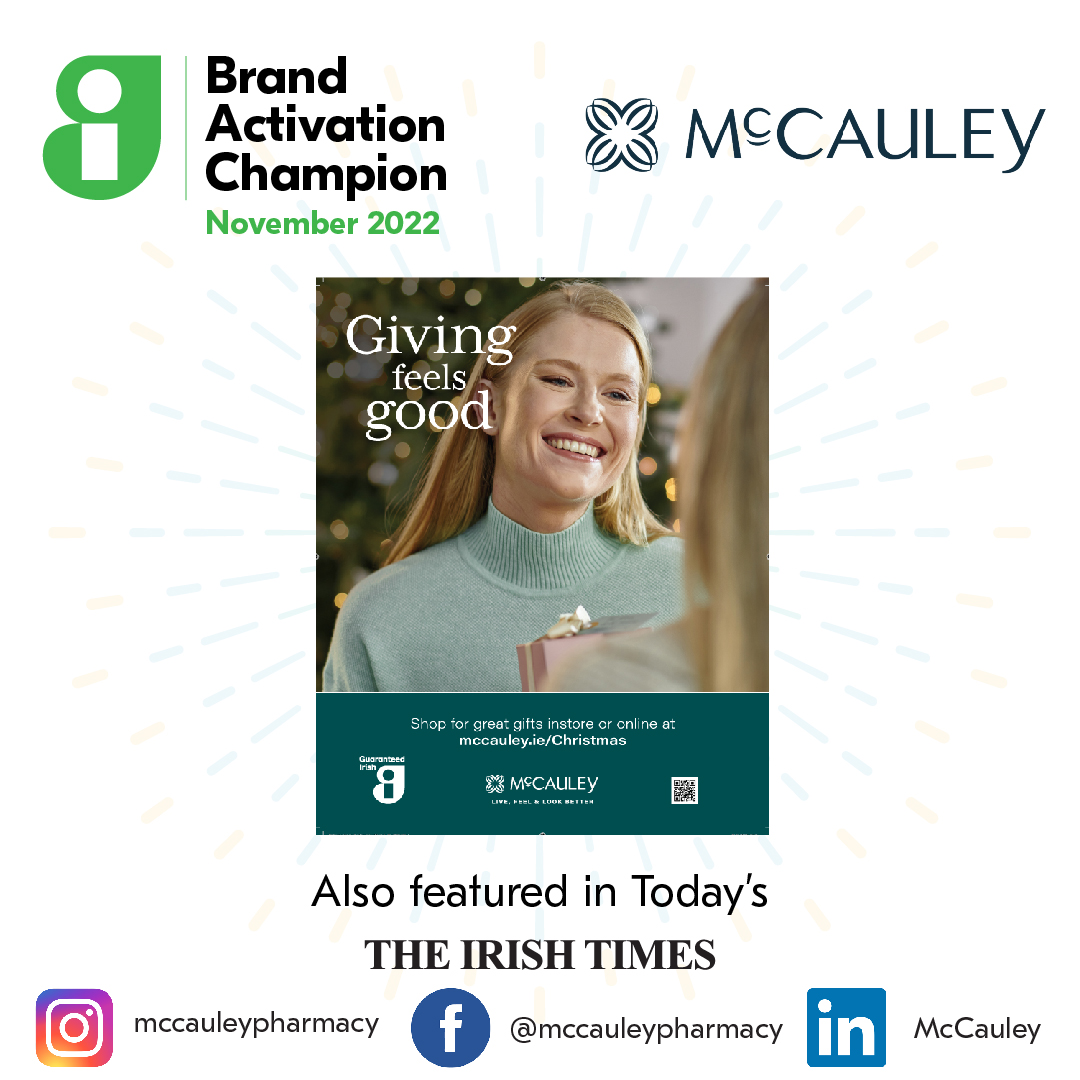 Brand
Activation
Champion
November 2022
McCAULEY
Giving
feels
good
Shop for great gifts instore or online at
mccauley.ie/Christmas
Guaranteed
Irish
McCAULEY
LIVE, FEEL & LOOK BETTER
Also featured in Today's
THE IRISH TIMES
mccauleypharmacy
@mccauleypharmacy
in
McCauley